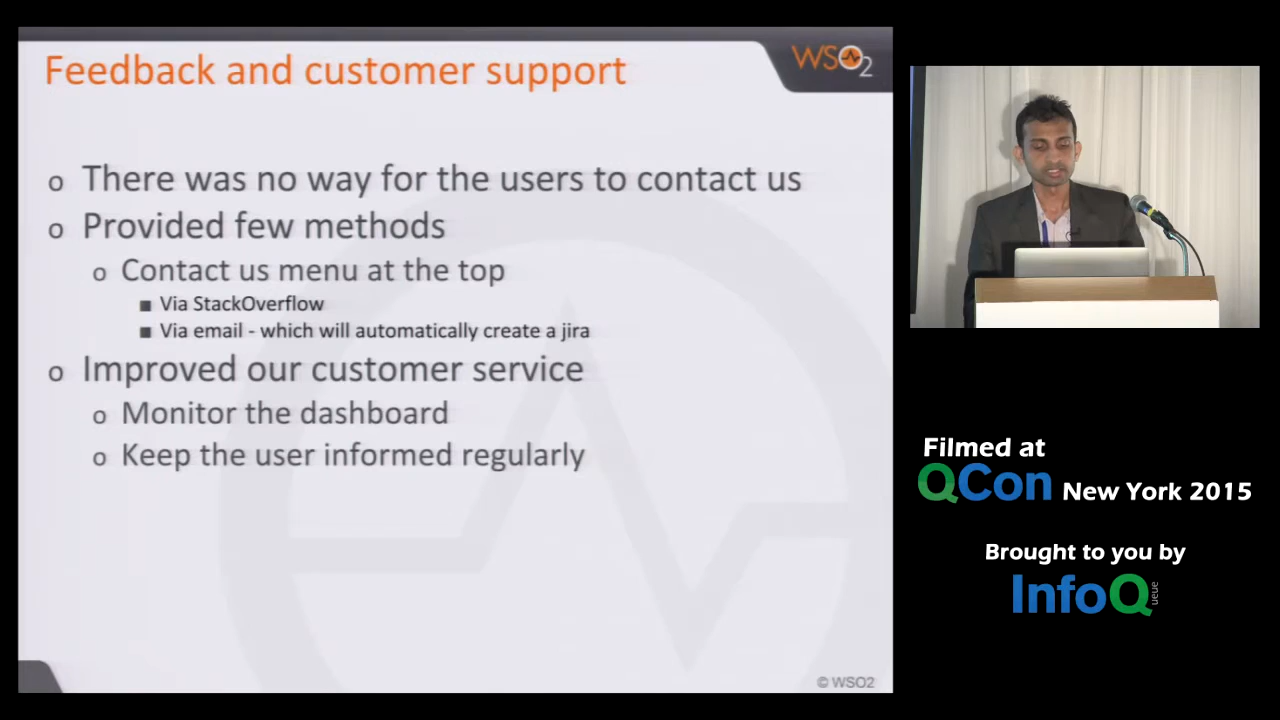 Feedback and customer support
WSO2
o There was no way for the users to contact us
o Provided few methods
o Contact us menu at the top
■ Via StackOverflow
■ Via email - which will automatically create a jira
o Improved our customer service
o Monitor the dashboard
o Keep the user informed regularly
© WSO2
Filmed at
QCon New York 2015
Brought to you by
InfoQueue